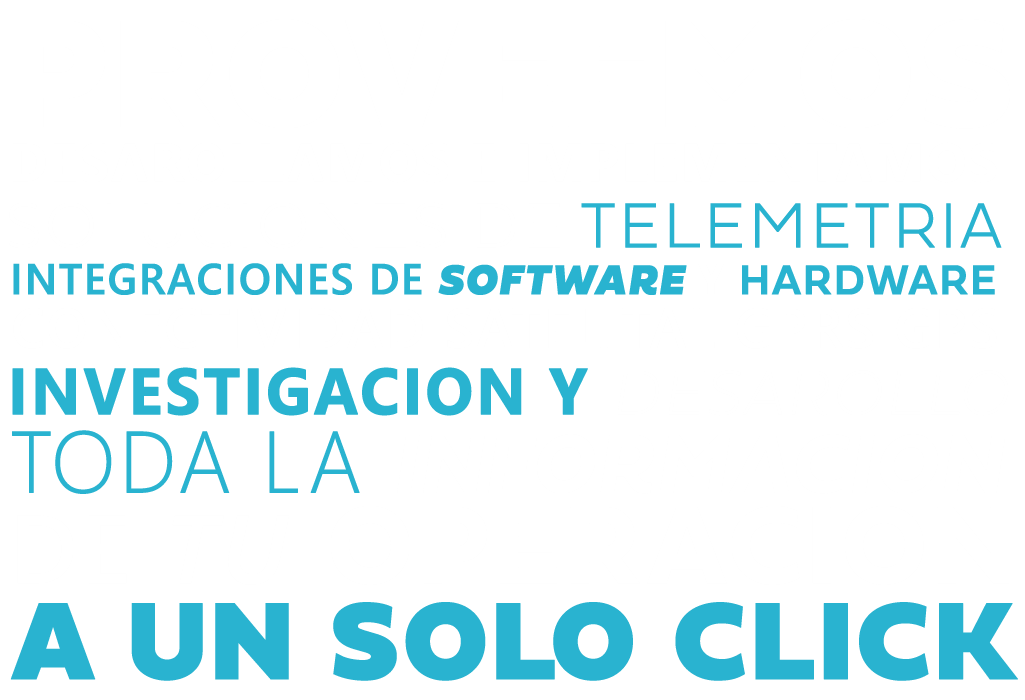 TELEMETRIA
INTEGRACIONES DE SOFTWARE HARDWARE
INVESTIGACION Y
TODA LA
A UN SOLO CLICK